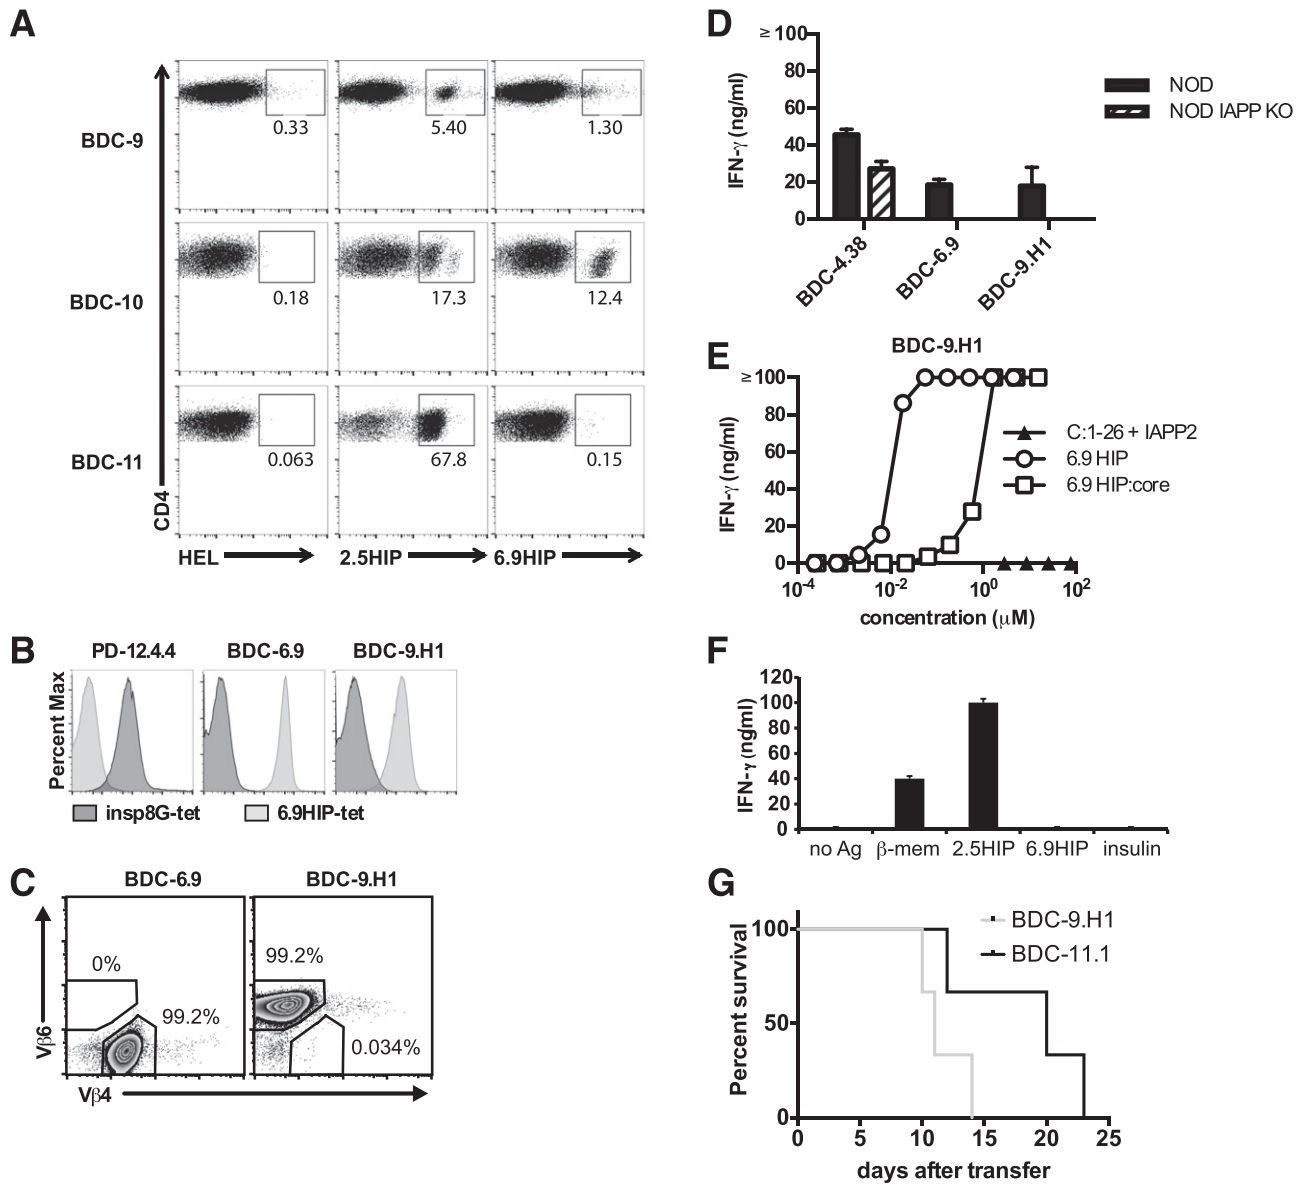 A
BDC-9
0.33
5.40
1.30
BDC-10
0.18
17.3
12.4
BDC-11
0.063
67.8
0.15
CD4
HEL
2.5HIP
6.9HIP
B
PD-12.4.4
BDC-6.9
BDC-9.H1
Percent Max
insp8G-tet
6.9HIP-tet
C
BDC-6.9
BDC-9.H1
0%
99.2%
99.2%
0.034%
Vβ6
Vβ4
D
≥ 100
80
60
40
20
0
IFN-γ (ng/ml)
NOD
NOD IAPP KO
BDC-4.38
BDC-6.9
BDC-9.H1
E
BDC-9.H1
≥ 100
80
60
40
20
0
IFN-γ (ng/ml)
C:1-26 + IAPP2
6.9 HIP
6.9 HIP:core
10-4
10-2
100
102
concentration (μM)
F
120
100
80
60
40
20
0
IFN-γ (ng/ml)
no Ag
β-mem
2.5HIP
6.9HIP
insulin
G
BDC-9.H1
BDC-11.1
100
50
0
Percent survival
0
5
10
15
20
25
days after transfer